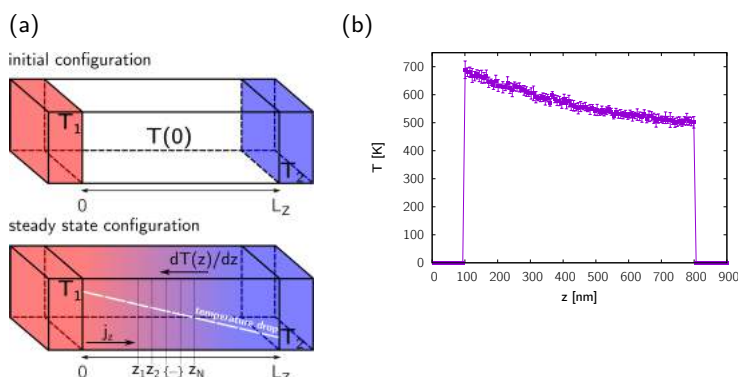 (a)
initial configuration
T₁
T(0)
T₂
0
L_Z
steady state configuration
dT(z)/dz
T₁
temperature drop
T₂
j_z
0
z₁ z₂ {...} z_N
L_Z
(b)
700
600
500
400
300
200
100
0
T [K]
0 100 200 300 400 500 600 700 800 900
z [nm]